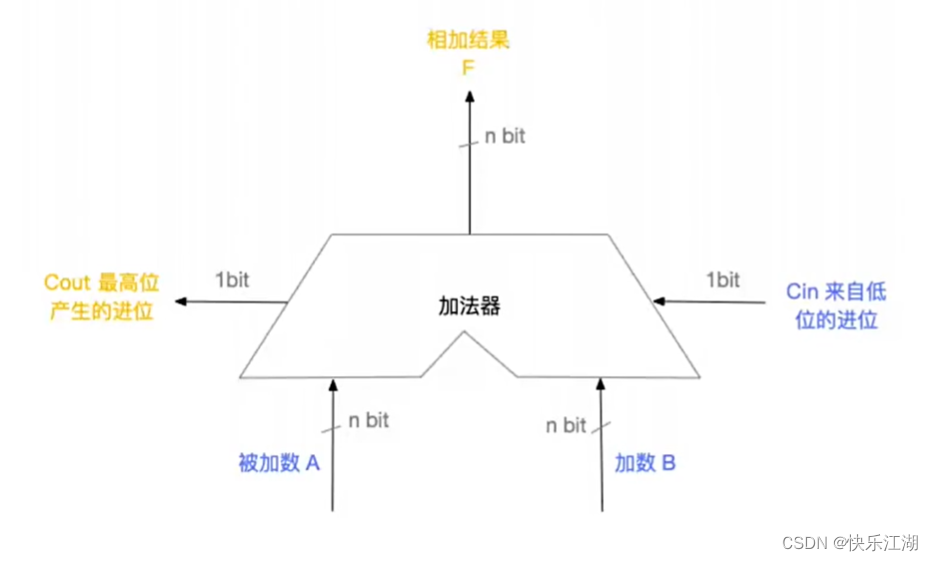 相加结果
F
n bit
Cout 最高位
产生的进位
1bit
加法器
1bit
Cin 来自低
位的进位
n bit
被加数 A
n bit
加数 B
CSDN @快乐江湖